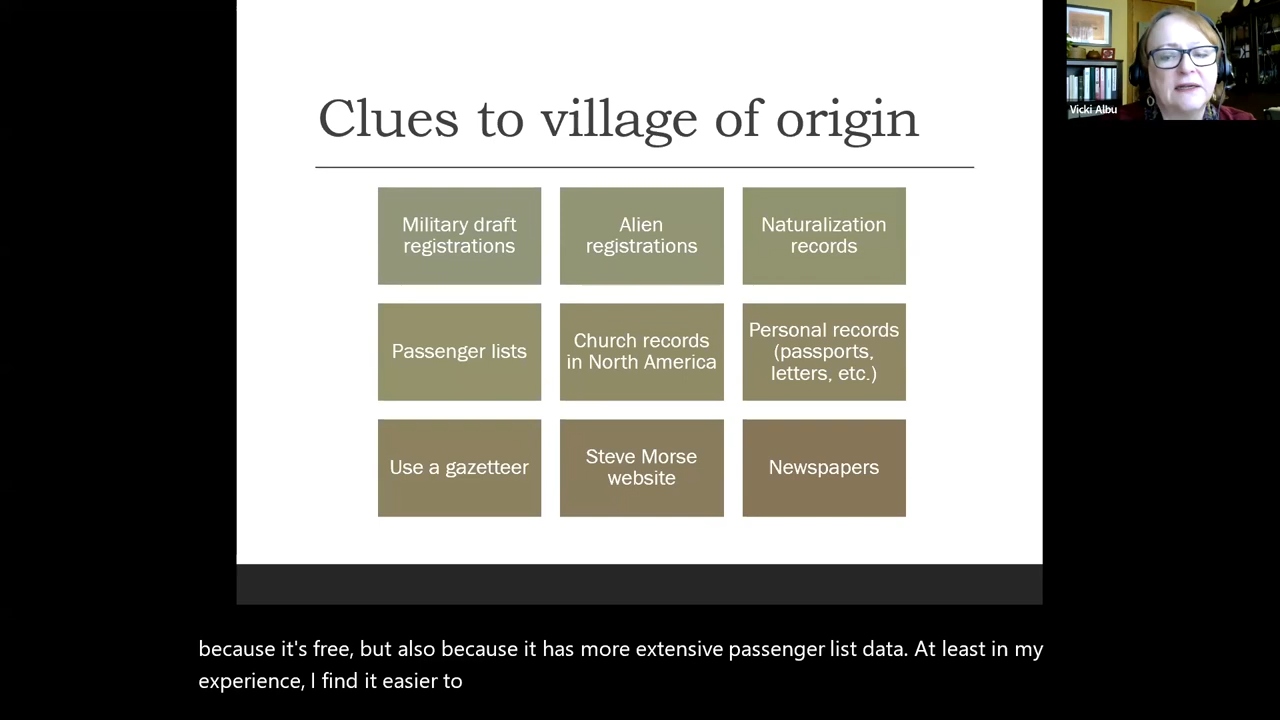 Clues to village of origin
Military draft
registrations
Alien
registrations
Naturalization
records
Passenger lists
Church records
in North America
Personal records
(passports,
letters, etc.)
Use a gazetteer
Steve Morse
website
Newspapers
Vicki Albu
because it's free, but also because it has more extensive passenger list data. At least in my
experience, I find it easier to